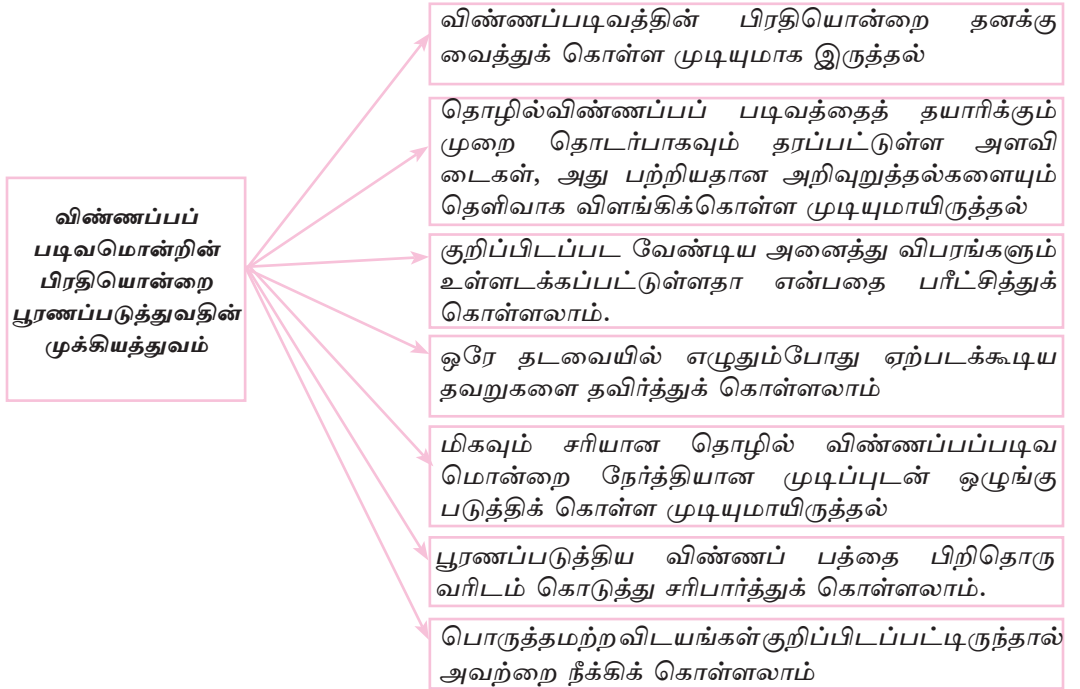 விண்ணப்பப்
படிவமொன்றின்
பிரதியொன்றை
பூரணப்படுத்துவதின்
முக்கியத்துவம்
விண்ணப்படிவத்தின் பிரதியொன்றை தனக்கு
வைத்துக் கொள்ள முடியுமாக இருத்தல்
தொழில்விண்ணப்பப் படிவத்தைத் தயாரிக்கும்
முறை தொடர்பாகவும் தரப்பட்டுள்ள அளவி
டைகள், அது பற்றியதான அறிவுறுத்தல்களையும்
தெளிவாக விளங்கிக்கொள்ள முடியுமாயிருத்தல்
குறிப்பிடப்பட வேண்டிய அனைத்து விபரங்களும்
உள்ளடக்கப்பட்டுள்ளதா என்பதை பரீட்சித்துக்
கொள்ளலாம்.
ஒரே தடவையில் எழுதும்போது ஏற்படக்கூடிய
தவறுகளை தவிர்த்துக் கொள்ளலாம்
மிகவும் சரியான தொழில் விண்ணப்பப்படிவ
மொன்றை நேர்த்தியான முடிப்புடன் ஒழுங்கு
படுத்திக் கொள்ள முடியுமாயிருத்தல்
பூரணப்படுத்திய விண்ணப் பத்தை பிறிதொரு
வரிடம் கொடுத்து சரிபார்த்துக் கொள்ளலாம்.
பொருத்தமற்றவிடயங்கள்குறிப்பிடப்பட்டிருந்தால்
அவற்றை நீக்கிக் கொள்ளலாம்